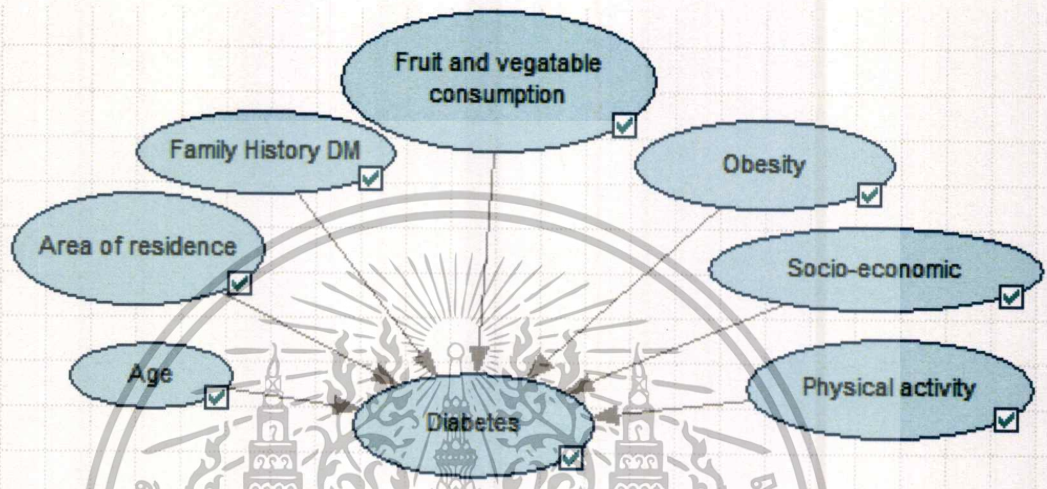 Fruit and vegatable
consumption
Family History DM
Obesity
Area of residence
Socio-economic
Age
Physical activity
Diabetes